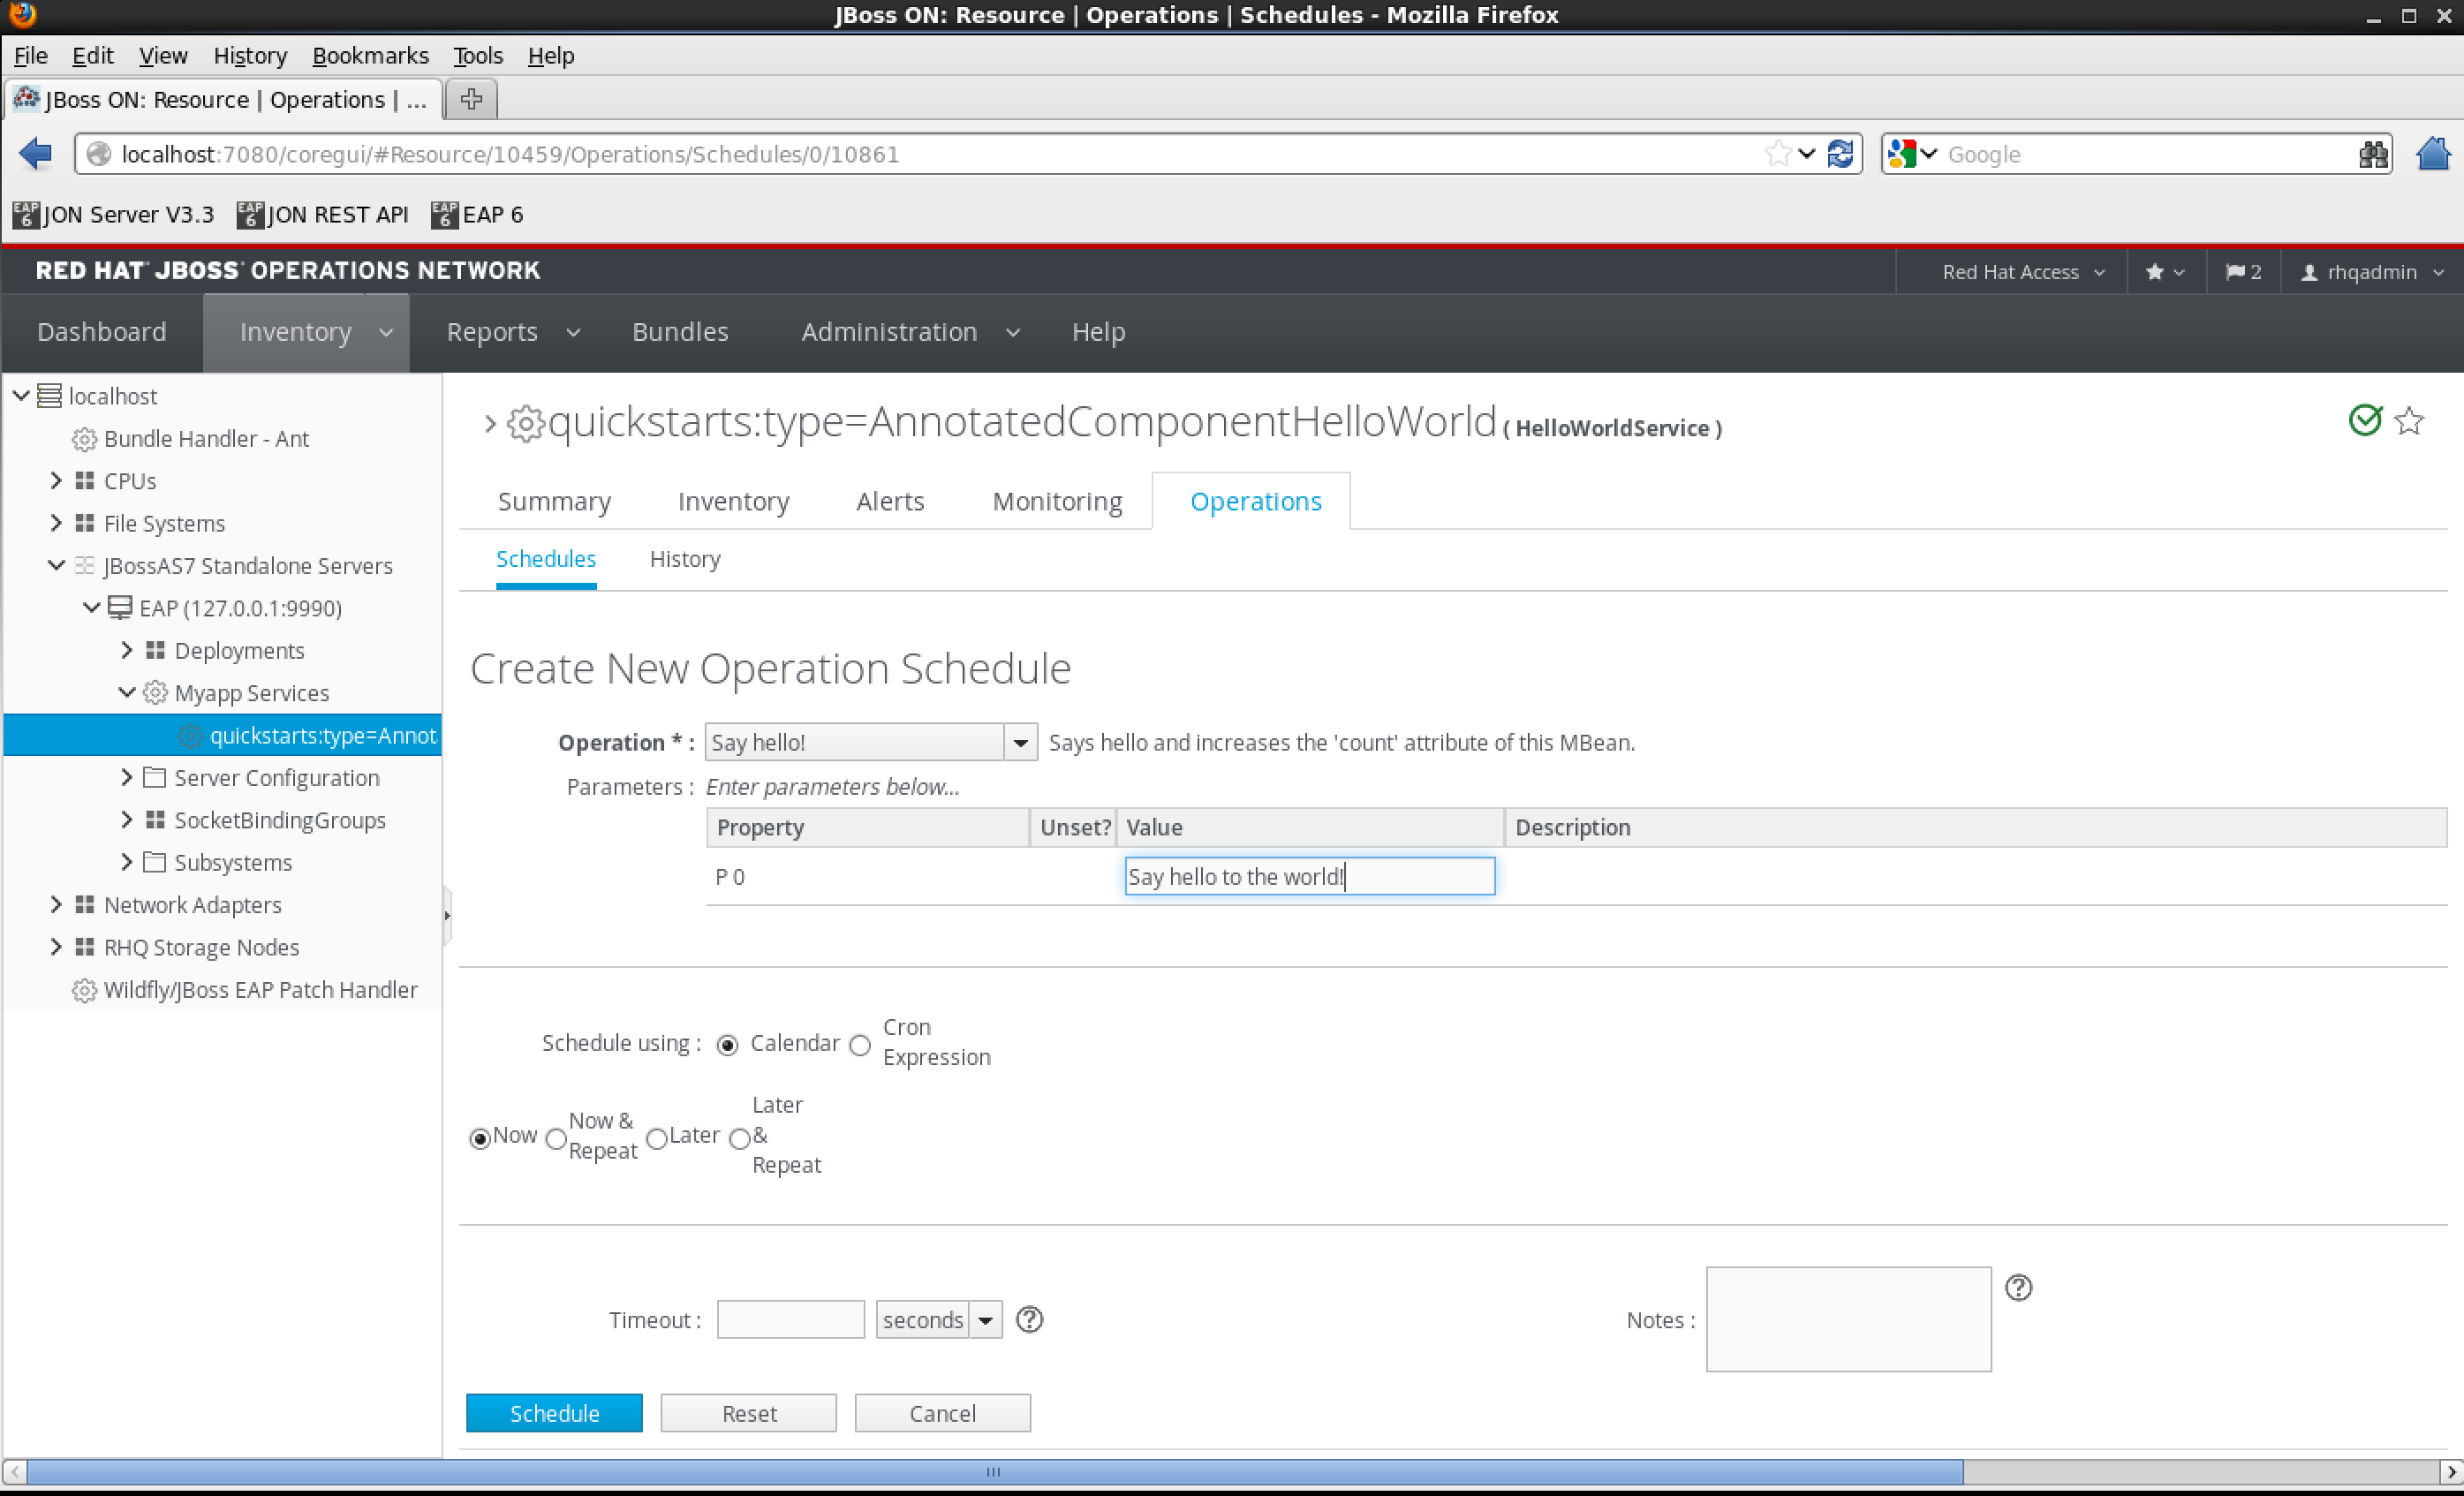 JBoss ON: Resource | Operations | Schedules - Mozilla Firefox
File Edit View History Bookmarks Tools Help
JBoss ON: Resource | Operations | ...
localhost:7080/coregui/#Resource/10459/Operations/Schedules/0/10861
Google
EAP 6 JON Server V3.3 EAP 6 JON REST API EAP 6 EAP 6
RED HAT JBOSS OPERATIONS NETWORK
Red Hat Access 2 rhqadmin
Dashboard Inventory Reports Bundles Administration Help
localhost
Bundle Handler - Ant
CPUs
File Systems
JBossAS7 Standalone Servers
EAP (127.0.0.1:9990)
Deployments
Myapp Services
quickstarts:type=Annot
Server Configuration
SocketBindingGroups
Subsystems
Network Adapters
RHQ Storage Nodes
Wildfly/JBoss EAP Patch Handler
quickstarts:type=AnnotatedComponentHelloWorld ( HelloWorldService )
Summary Inventory Alerts Monitoring Operations
Schedules History
Create New Operation Schedule
Operation * : Say hello! Says hello and increases the 'count' attribute of this MBean.
Parameters : Enter parameters below...
Property Unset? Value Description
P 0 Say hello to the world!
Schedule using : Calendar Cron Expression
Now Now & Repeat Later Later & Repeat
Timeout : seconds ? Notes : ?
Schedule Reset Cancel